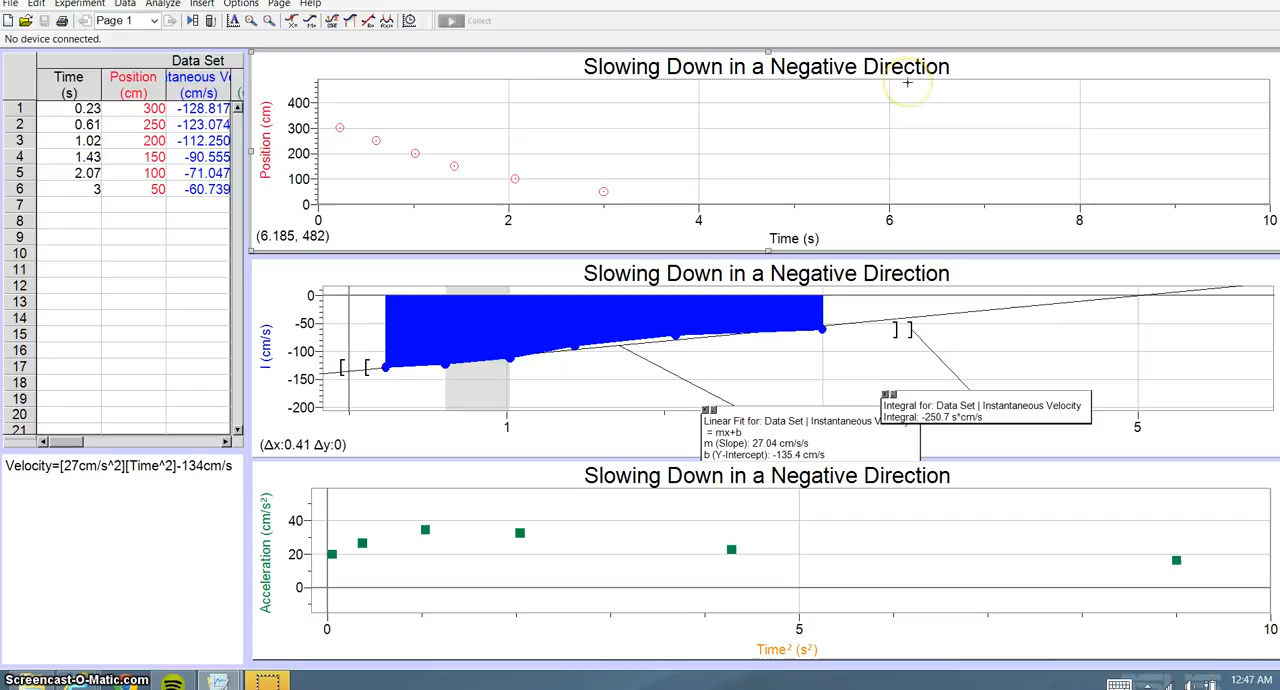 File Edit Experiment Data Analyze Insert Options Page Help
Page 1
Collect
No device connected.
Data Set
Time Position
(s) (cm) (cm/s)
1 0.23 300 -128.817
2 0.61 250 -123.074
3 1.02 200 -112.250
4 1.43 150 -90.555
5 2.07 100 -71.047
6 3 50 -60.739
7
8
9
10
11
12
13
14
15
16
17
18
19
20
21
Velocity=[27cm/s^2][Time^2]-134cm/s
Slowing Down in a Negative Direction
Position (cm)
400
300
200
100
0
0 2 4 6 8 10
(6.185, 482)
Time (s)
Slowing Down in a Negative Direction
I (cm/s)
0
-50
-100
-150
-200
1 5
(Δx:0.41 Δy:0)
Linear Fit for: Data Set | Instantaneous V
= mx+b
m (Slope): 27.04 cm/s/s
b (Y-Intercept): -135.4 cm/s
Integral for: Data Set | Instantaneous Velocity
Integral: -250.7 s*cm/s
Slowing Down in a Negative Direction
Acceleration (cm/s²)
40
20
0
0 5 10
Time² (s²)
Screencast-O-Matic.com
12:47 AM